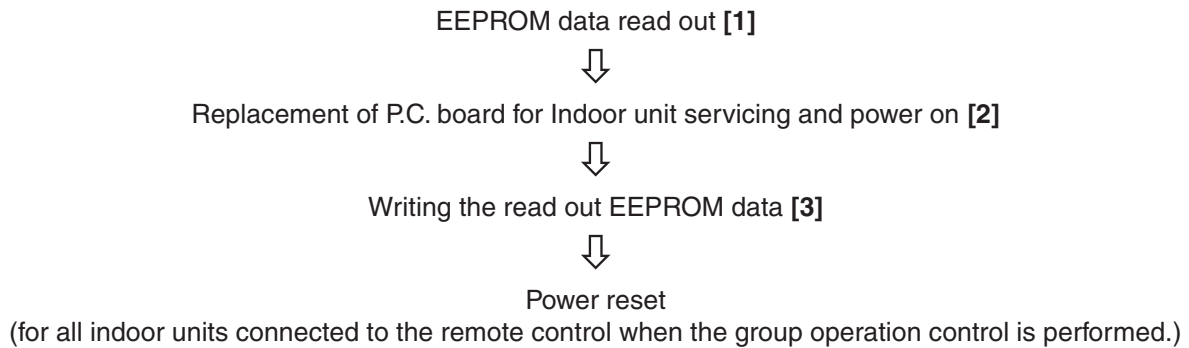 EEPROM data read out [1]
Replacement of P.C. board for Indoor unit servicing and power on [2]
Writing the read out EEPROM data [3]
Power reset
(for all indoor units connected to the remote control when the group operation control is performed.)